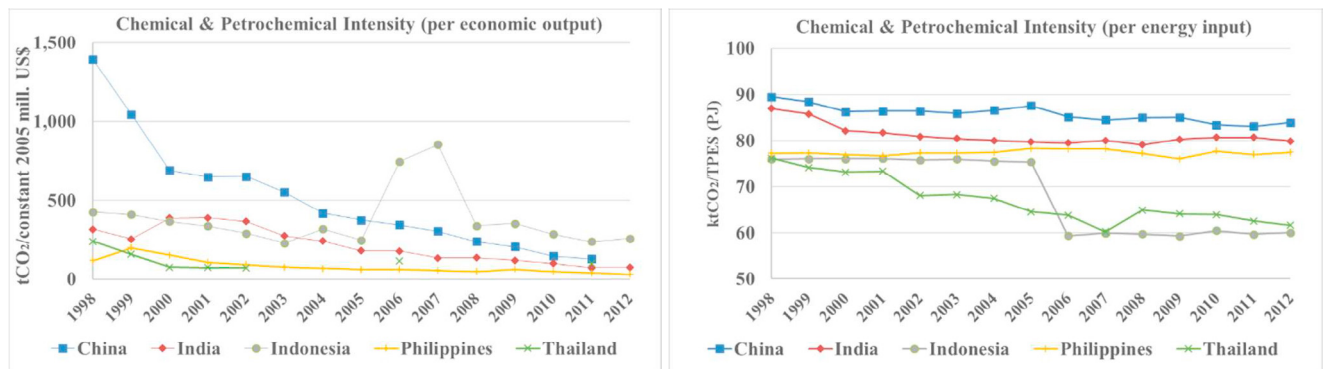 Chemical & Petrochemical Intensity (per economic output)
tCO₂/constant 2005 mill. US$
1,500
1,000
500
0
1998 1999 2000 2001 2002 2003 2004 2005 2006 2007 2008 2009 2010 2011 2012
China India Indonesia Philippines Thailand
Chemical & Petrochemical Intensity (per energy input)
ktCO₂/TPES (PJ)
100
90
80
70
60
50
1998 1999 2000 2001 2002 2003 2004 2005 2006 2007 2008 2009 2010 2011 2012
China India Indonesia Philippines Thailand